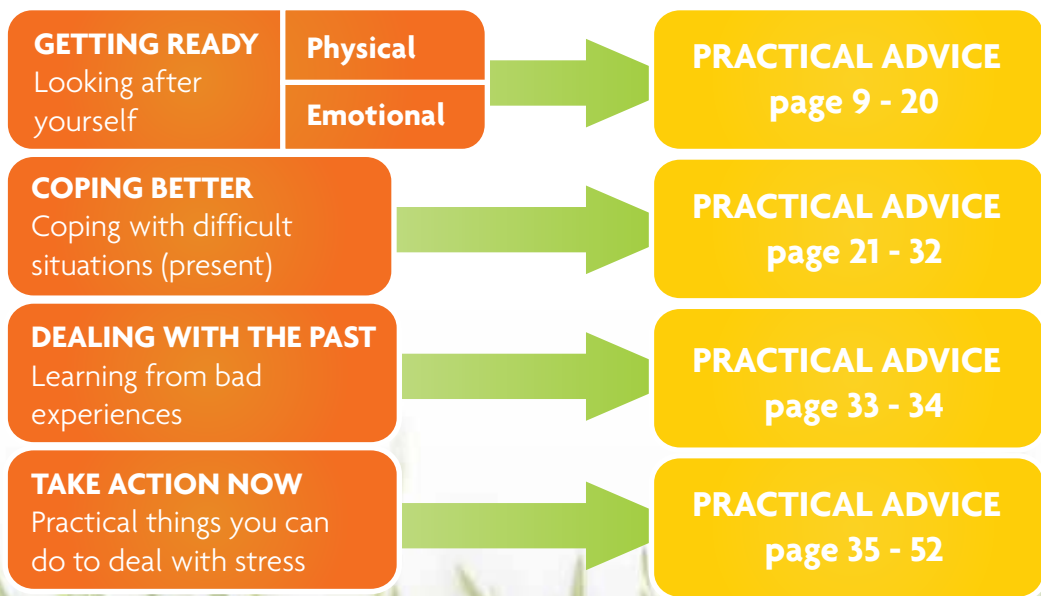 GETTING READY
Looking after
yourself
Physical
Emotional
PRACTICAL ADVICE
page 9 - 20
COPING BETTER
Coping with difficult
situations (present)
PRACTICAL ADVICE
page 21 - 32
DEALING WITH THE PAST
Learning from bad
experiences
PRACTICAL ADVICE
page 33 - 34
TAKE ACTION NOW
Practical things you can
do to deal with stress
PRACTICAL ADVICE
page 35 - 52